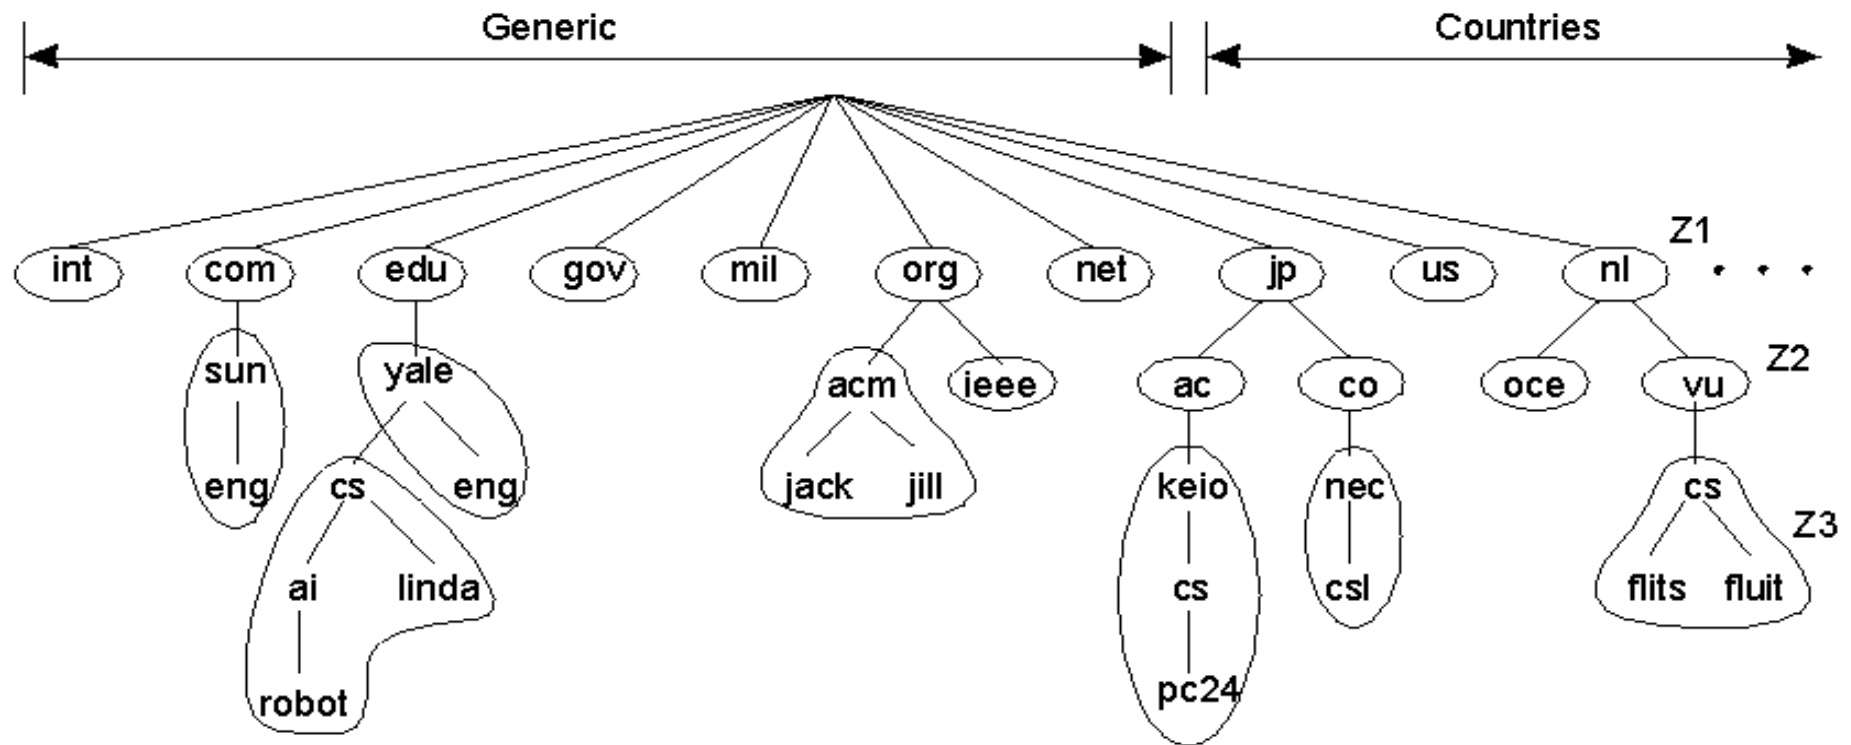 Generic Countries
Z1
int com edu gov mil org net jp us nl . . .
Z2
sun yale acm ieee ac co oce vu
eng cs eng jack jill keio nec cs
Z3
ai linda cs csl flits fluit
robot pc24